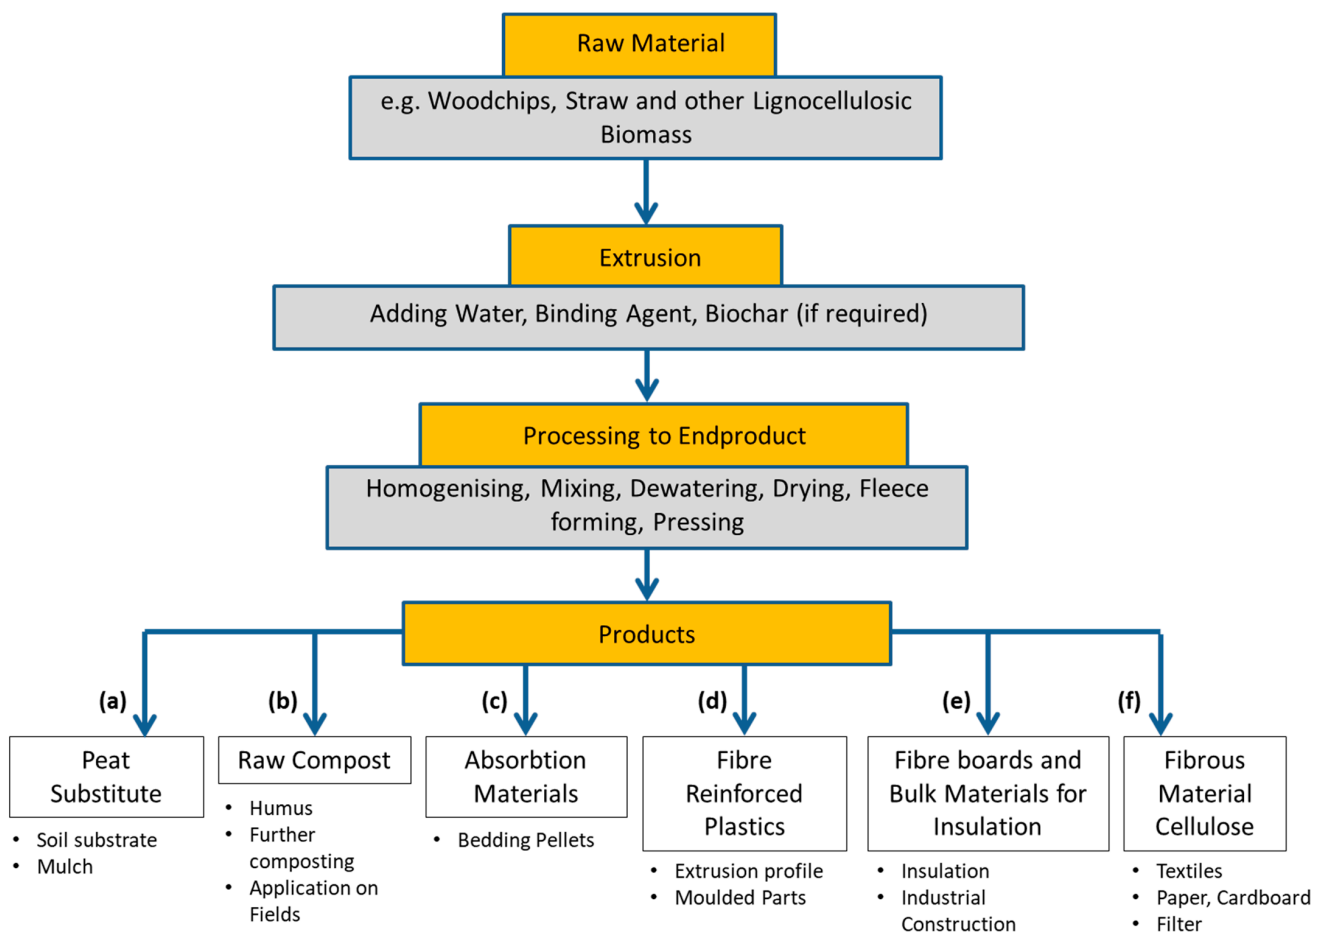 Raw Material
e.g. Woodchips, Straw and other Lignocellulosic
Biomass
Extrusion
Adding Water, Binding Agent, Biochar (if required)
Processing to Endproduct
Homogenising, Mixing, Dewatering, Drying, Fleece
forming, Pressing
Products
(a)
Peat
Substitute
• Soil substrate
• Mulch
(b)
Raw Compost
• Humus
• Further
composting
• Application on
Fields
(c)
Absorbtion
Materials
• Bedding Pellets
(d)
Fibre
Reinforced
Plastics
• Extrusion profile
• Moulded Parts
(e)
Fibre boards and
Bulk Materials for
Insulation
• Insulation
• Industrial
Construction
(f)
Fibrous
Material
Cellulose
• Textiles
• Paper, Cardboard
• Filter